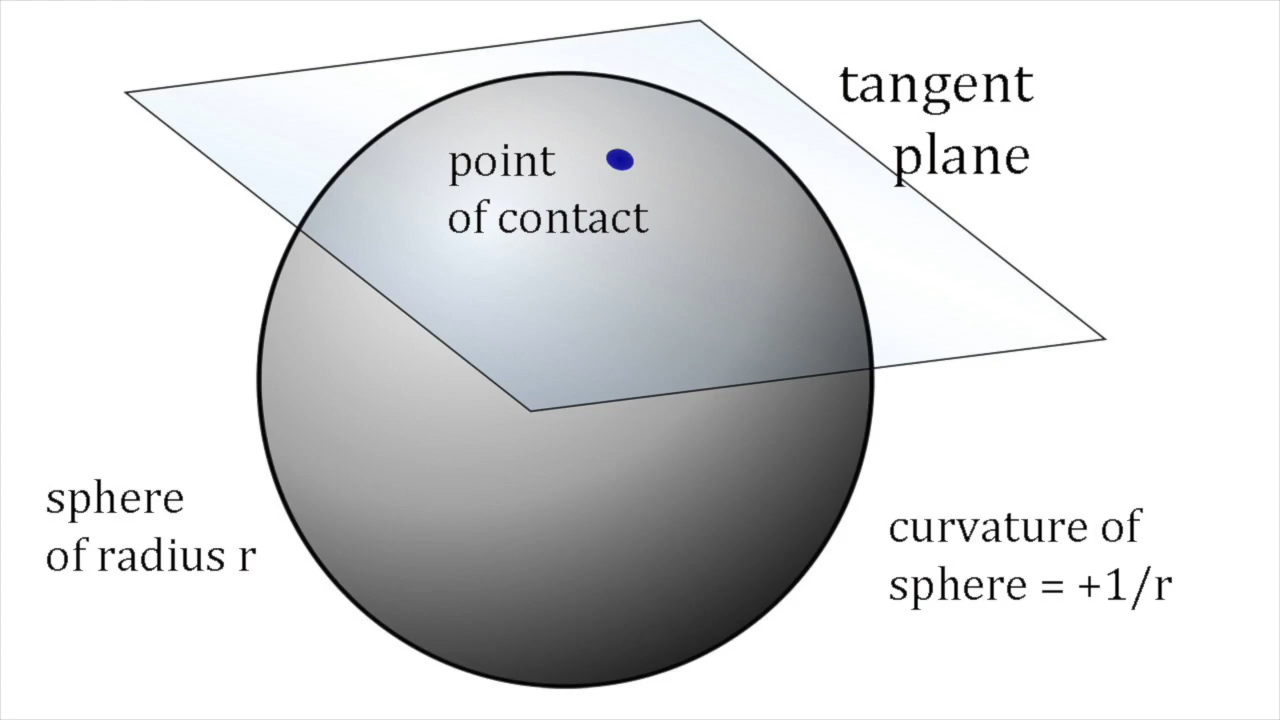 tangent
plane
point
of contact
sphere
of radius r
curvature of
sphere = +1/r